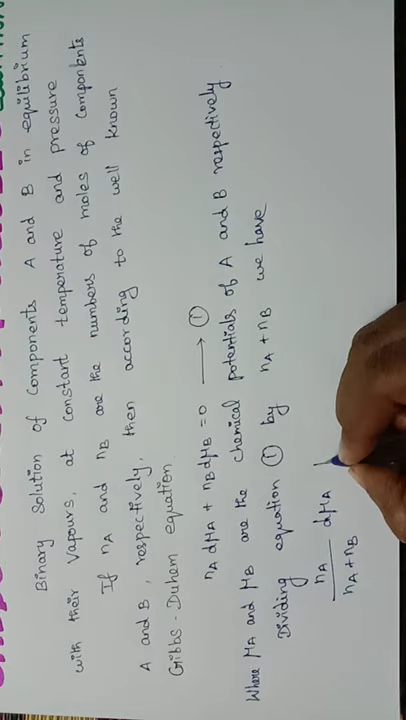 Binary Solution of Components A and B in equilibrium
with their Vapours, at constant temperature and pressure
If nA and nB are the numbers of moles of components
A and B, respectively, then according to the well known
Gibbs - Duhem equation.
nA dμA + nB dμB = 0 ⟶ ①
Where μA and μB are the chemical potentials of A and B respectively.
Dividing equation ① by nA + nB we have
nA/nA + nB dμA